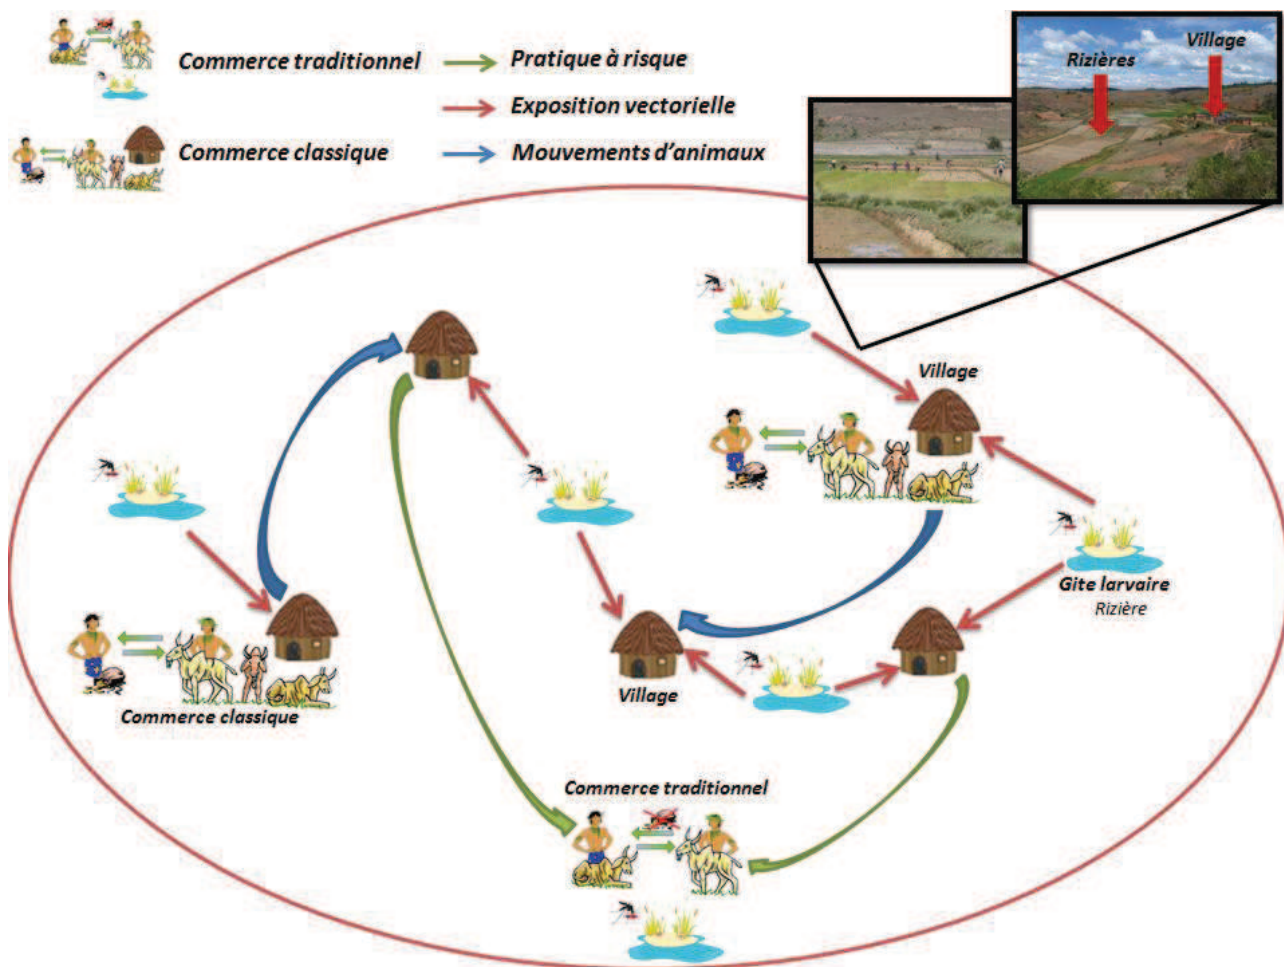 Commerce traditionnel
Pratique à risque
Exposition vectorielle
Commerce classique
Mouvements d'animaux
Rizières
Village
Village
Gite larvaire
Rizière
Village
Commerce classique
Commerce traditionnel